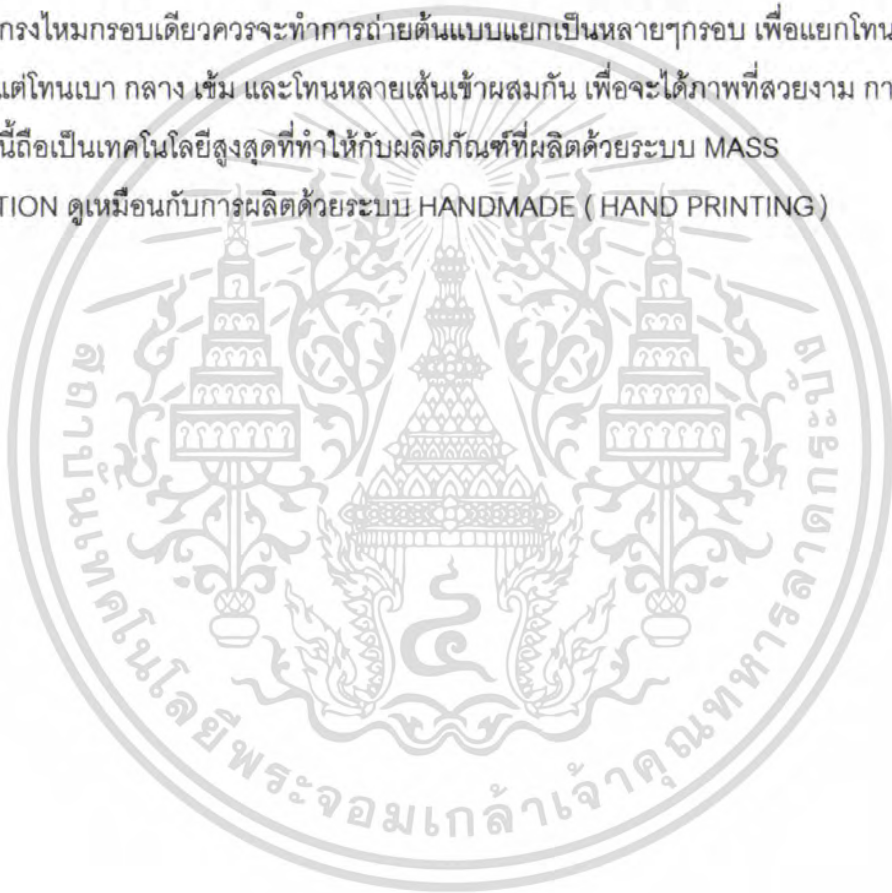 กรงไหมกรอบเดียวควรจะทำการถ่ายต้นแบบแยกเป็นหลายๆกรอบ เพื่อแยกโทน
แต่โทนเบา กลาง เข้ม และโทนหลายเส้นเข้าผสมกัน เพื่อจะได้ภาพที่สวยงาม กา
นี้ถือเป็นเทคโนโลยีสูงสุดที่ทำให้กับผลิตภัณฑ์ที่ผลิตด้วยระบบ MASS
TION ดูเหมือนกับการผลิตด้วยระบบ HANDMADE ( HAND PRINTING )
สถาบันเทคโนโลยีพระจอมเกล้าเจ้าคุณทหารลาดกระบัง
๔